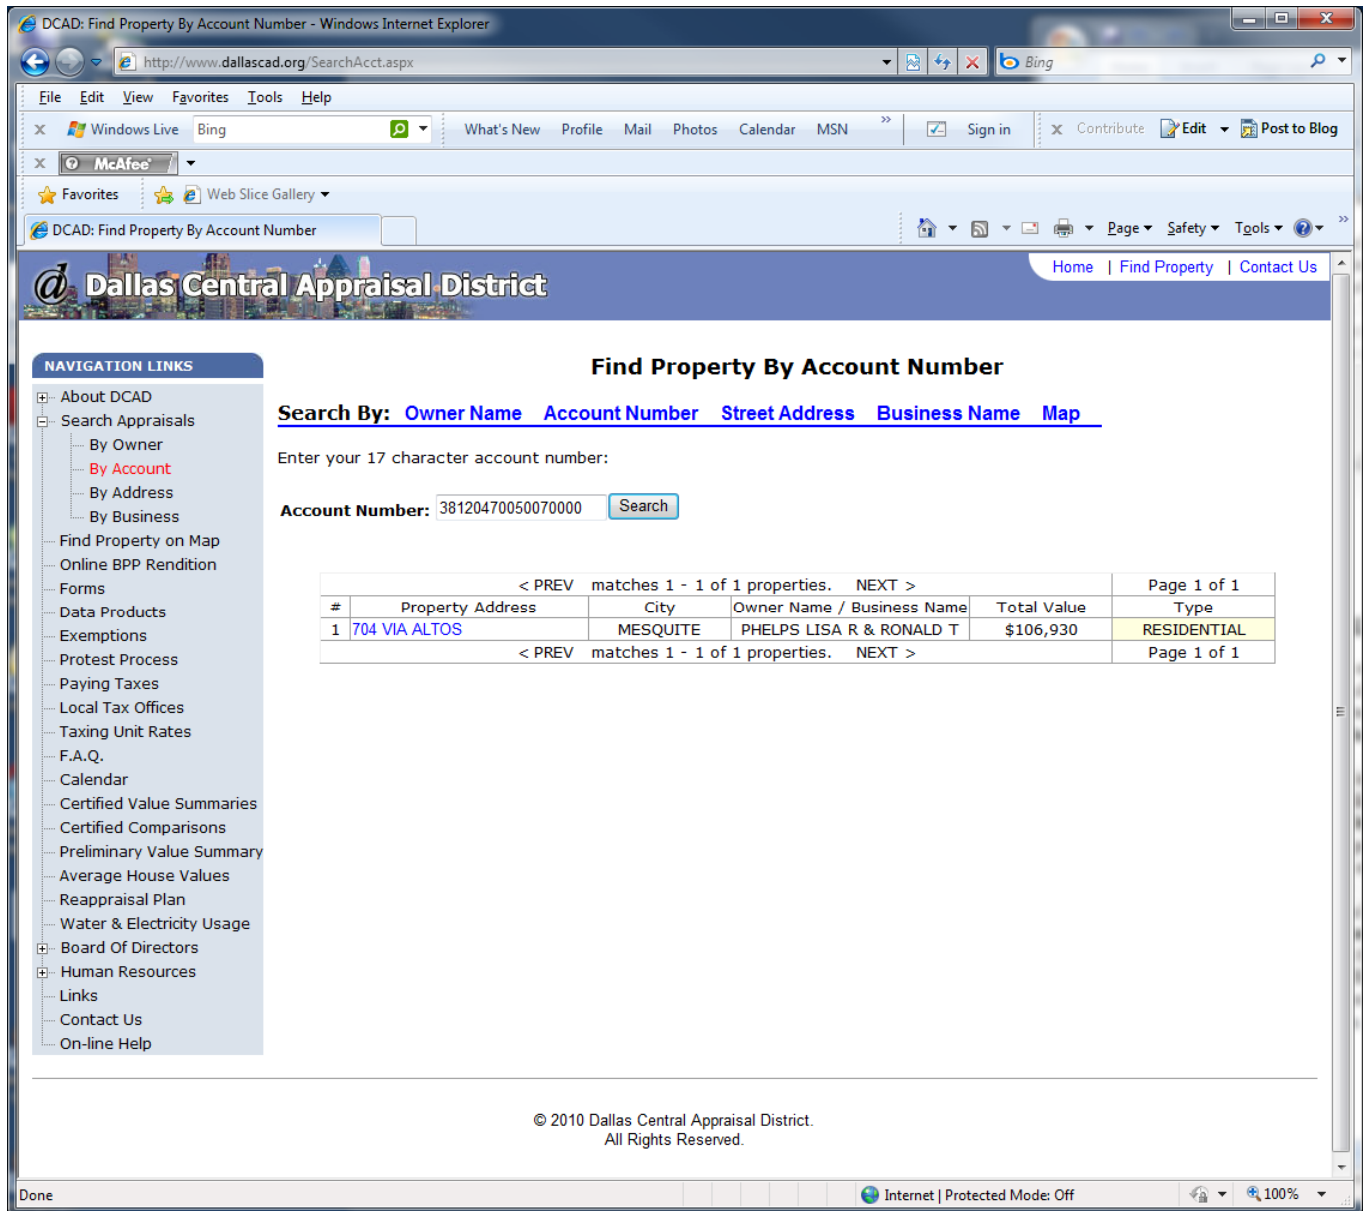 DCAD: Find Property By Account Number - Windows Internet Explorer
http://www.dallascad.org/SearchAcct.aspx
Bing
File Edit View Favorites Tools Help
x Windows Live Bing What's New Profile Mail Photos Calendar MSN » Sign in x Contribute Edit Post to Blog
x McAfee
Favorites Web Slice Gallery
DCAD: Find Property By Account Number
Page Safety Tools »
d Dallas Central Appraisal District
Home | Find Property | Contact Us
NAVIGATION LINKS
About DCAD
Search Appraisals
By Owner
By Account
By Address
By Business
Find Property on Map
Online BPP Rendition
Forms
Data Products
Exemptions
Protest Process
Paying Taxes
Local Tax Offices
Taxing Unit Rates
F.A.Q.
Calendar
Certified Value Summaries
Certified Comparisons
Preliminary Value Summary
Average House Values
Reappraisal Plan
Water & Electricity Usage
Board Of Directors
Human Resources
Links
Contact Us
On-line Help
Find Property By Account Number
Search By: Owner Name Account Number Street Address Business Name Map
Enter your 17 character account number:
Account Number: 38120470050070000 Search
< PREV matches 1 - 1 of 1 properties. NEXT > Page 1 of 1
# Property Address City Owner Name / Business Name Total Value Type
1 704 VIA ALTOS MESQUITE PHELPS LISA R & RONALD T $106,930 RESIDENTIAL
< PREV matches 1 - 1 of 1 properties. NEXT > Page 1 of 1
© 2010 Dallas Central Appraisal District.
All Rights Reserved.
Done Internet | Protected Mode: Off 100%